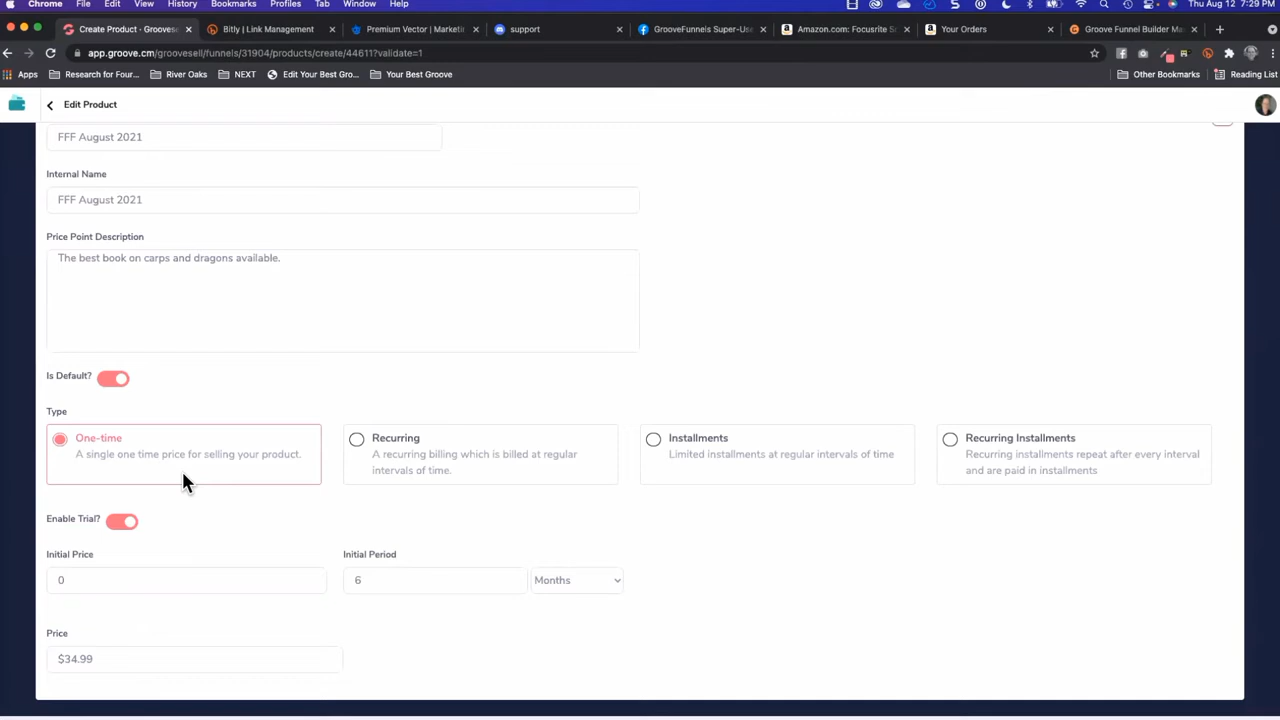 Chrome File Edit View History Bookmarks Profiles Tab Window Help Thu Aug 12 7:29 PM
Create Product - Groovese Bitly | Link Management Premium Vector | Marketin support GrooveFunnels Super-Use Amazon.com: Focusrite Sc Your Orders Groove Funnel Builder Ma
app.groove.cm/groovesell/funnels/31904/products/create/44611?validate=1
Apps Research for Four... River Oaks NEXT Edit Your Best Gro... Your Best Groove Other Bookmarks Reading List
Edit Product
FFF August 2021
Internal Name
FFF August 2021
Price Point Description
The best book on carps and dragons available.
Is Default?
Type
One-time
A single one time price for selling your product.
Recurring
A recurring billing which is billed at regular
intervals of time.
Installments
Limited installments at regular intervals of time
Recurring Installments
Recurring installments repeat after every interval
and are paid in installments
Enable Trial?
Initial Price
0
Initial Period
6 Months
Price
$34.99